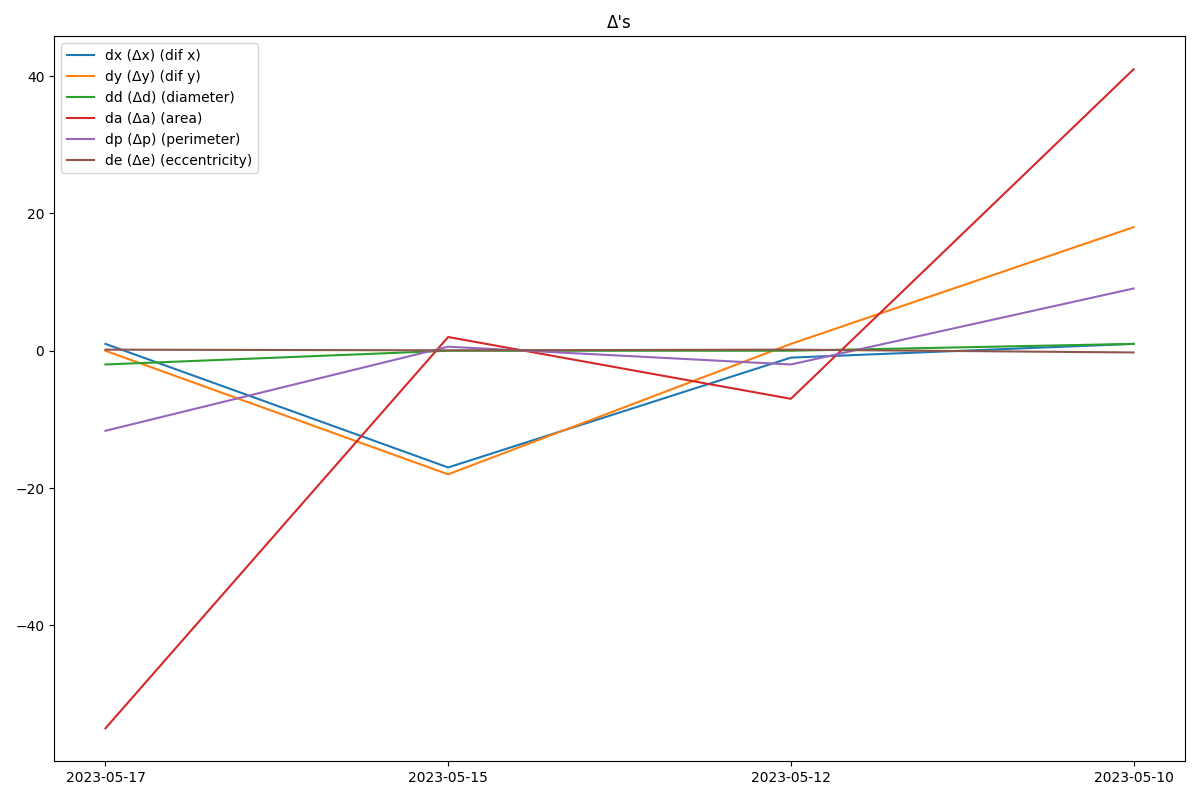 Δ's
dx (Δx) (dif x)
dy (Δy) (dif y)
dd (Δd) (diameter)
da (Δa) (area)
dp (Δp) (perimeter)
de (Δe) (eccentricity)
40
20
0
−20
−40
2023-05-17
2023-05-15
2023-05-12
2023-05-10